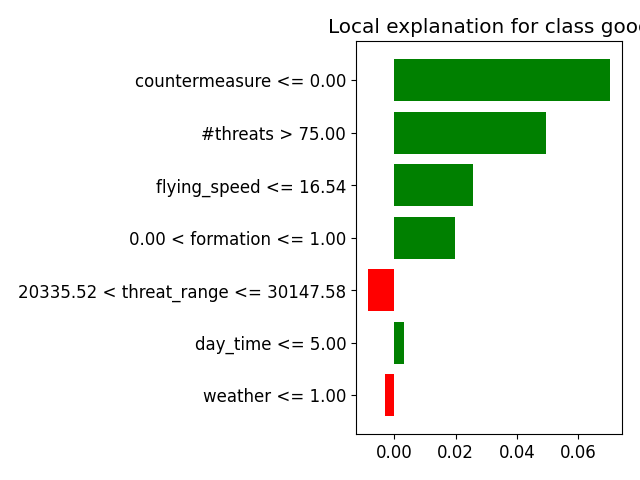 Local explanation for class good
countermeasure <= 0.00
#threats > 75.00
flying_speed <= 16.54
0.00 < formation <= 1.00
20335.52 < threat_range <= 30147.58
day_time <= 5.00
weather <= 1.00
0.00 0.02 0.04 0.06